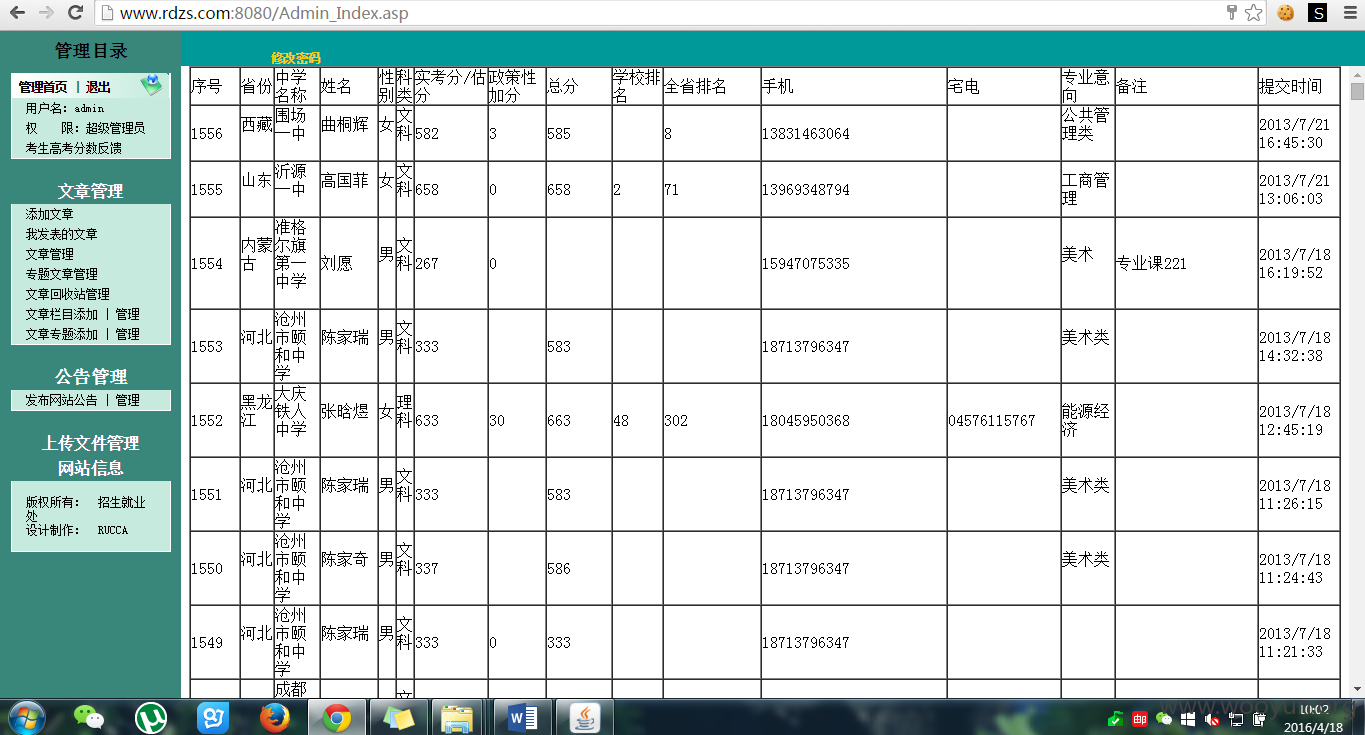 www.rdzs.com:8080/Admin_Index.asp
管理目录
管理首页 | 退出
用户名: admin
权 限: 超级管理员
考生高考分数反馈
文章管理
添加文章
我发表的文章
文章管理
专题文章管理
文章回收站管理
文章栏目添加 | 管理
文章专题添加 | 管理
公告管理
发布网站公告 | 管理
上传文件管理
网站信息
版权所有: 招生就业
处
设计制作: RUCCA
修改密码
序号 省份 中学名称 姓名 性别 科类 实考分/估分 政策性加分 总分 学校排名 全省排名 手机 宅电 专业意向 备注 提交时间
1556 西藏 围场一中 曲桐辉 女 文科 582 3 585 8 13831463064 公共管理类 2013/7/21 16:45:30
1555 山东 沂源一中 高国菲 女 文科 658 0 658 2 71 13969348794 工商管理 2013/7/21 13:06:03
1554 内蒙古 准格尔旗第一中学 刘愿 男 文科 267 0 15947075335 美术 专业课221 2013/7/18 16:19:52
1553 河北 沧州市颐和中学 陈家瑞 男 文科 333 583 18713796347 美术类 2013/7/18 14:32:38
1552 黑龙江 大庆铁人中学 张晗煜 女 理科 633 30 663 48 302 18045950368 04576115767 能源经济 2013/7/18 12:45:19
1551 河北 沧州市颐和中学 陈家瑞 男 文科 333 583 18713796347 美术类 2013/7/18 11:26:15
1550 河北 沧州市颐和中学 陈家奇 男 文科 337 586 18713796347 美术类 2013/7/18 11:24:43
1549 河北 沧州市颐和中学 陈家瑞 男 文科 333 0 333 18713796347 2013/7/18 11:21:33
成都 文
10:02
2016/4/18